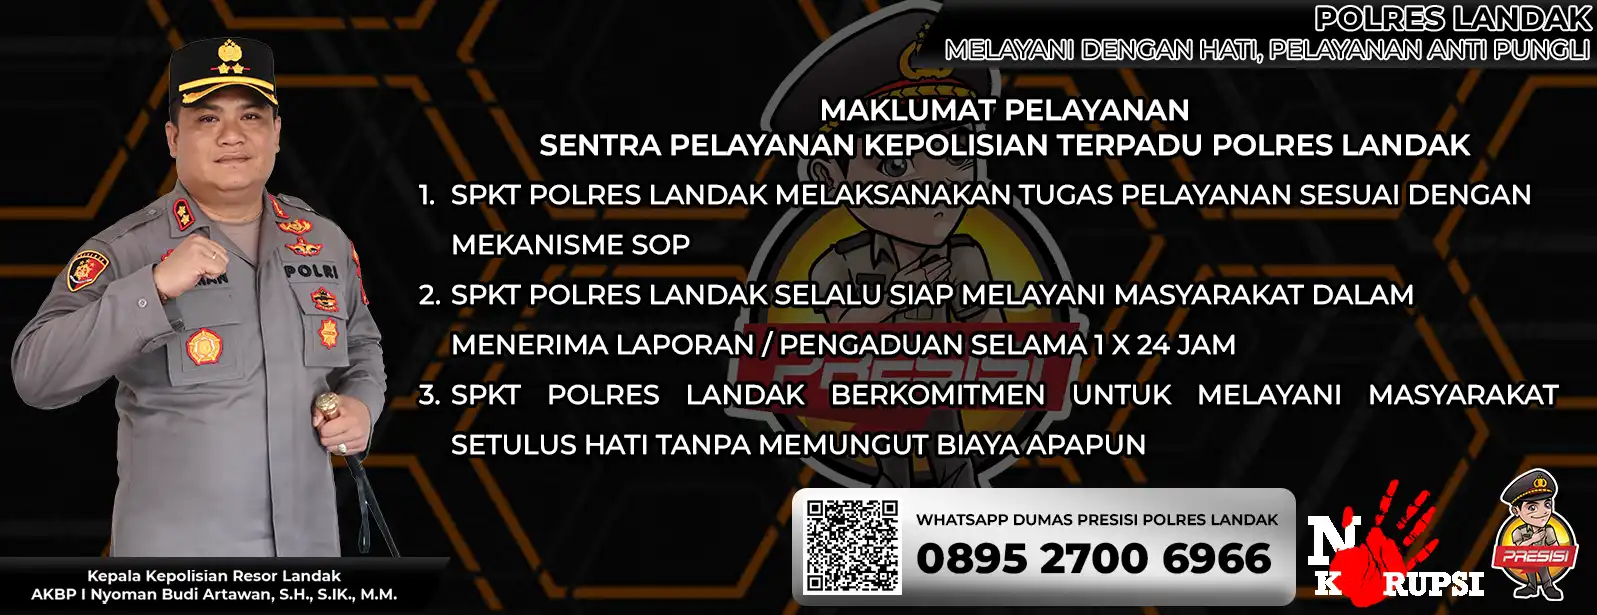 POLRES LANDAK
MELAYANI DENGAN HATI, PELAYANAN ANTI PUNGLI
MAKLUMAT PELAYANAN
SENTRA PELAYANAN KEPOLISIAN TERPADU POLRES LANDAK
1. SPKT POLRES LANDAK MELAKSANAKAN TUGAS PELAYANAN SESUAI DENGAN
MEKANISME SOP
2. SPKT POLRES LANDAK SELALU SIAP MELAYANI MASYARAKAT DALAM
MENERIMA LAPORAN / PENGADUAN SELAMA 1 X 24 JAM
3. SPKT POLRES LANDAK BERKOMITMEN UNTUK MELAYANI MASYARAKAT
SETULUS HATI TANPA MEMUNGUT BIAYA APAPUN
PRESISI
POLRI
WHATSAPP DUMAS PRESISI POLRES LANDAK
0895 2700 6966
N
K RUPSI
PRESISI
Kepala Kepolisian Resor Landak
AKBP I Nyoman Budi Artawan, S.H., S.IK., M.M.